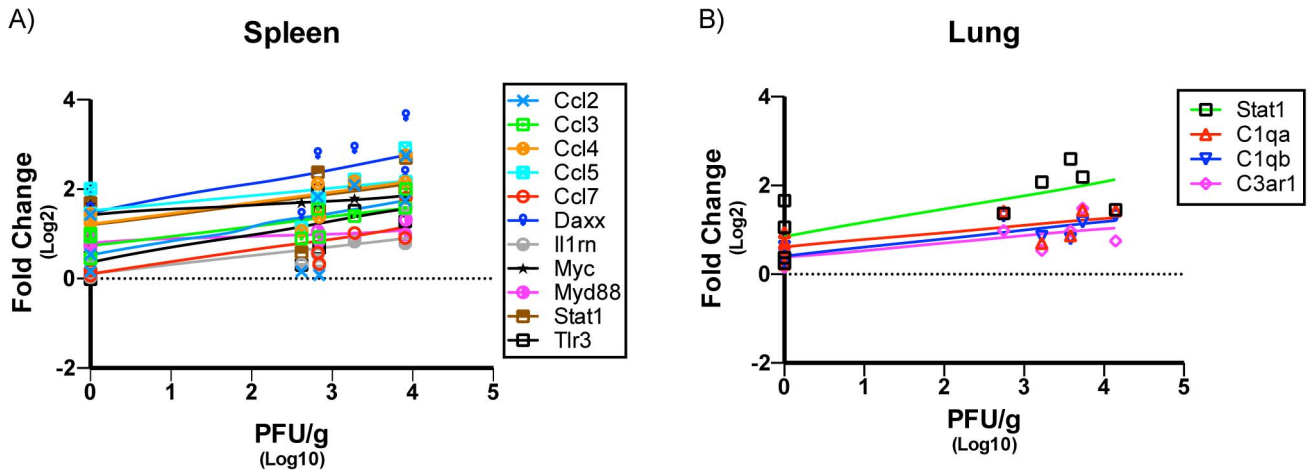 A)
Spleen
Fold Change
(Log2)
4
2
0
-2
0 1 2 3 4 5
PFU/g
(Log10)
Ccl2
Ccl3
Ccl4
Ccl5
Ccl7
Daxx
Il1rn
Myc
Myd88
Stat1
Tlr3
B)
Lung
Fold Change
(Log2)
4
2
0
-2
0 1 2 3 4 5
PFU/g
(Log10)
Stat1
C1qa
C1qb
C3ar1